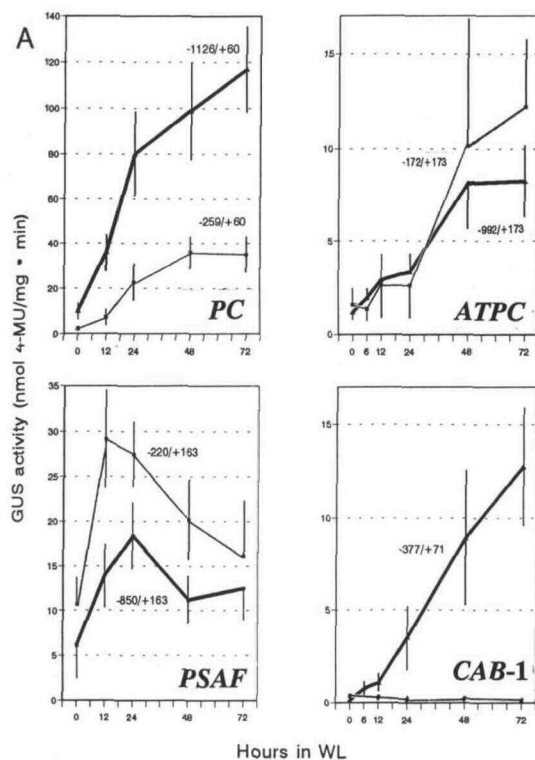 A
GUS activity (nmol 4-MU/mg • min)
140
120
100
80
60
40
20
0
-1126/+60
-259/+60
PC
0 12 24 48 72
15
10
5
0
-172/+173
-992/+173
ATPC
0 6 12 24 48 72
35
30
25
20
15
10
5
0
-220/+163
-850/+163
PSAF
0 12 24 48 72
15
10
5
0
-377/+71
CAB-1
0 6 12 24 48 72
Hours in WL